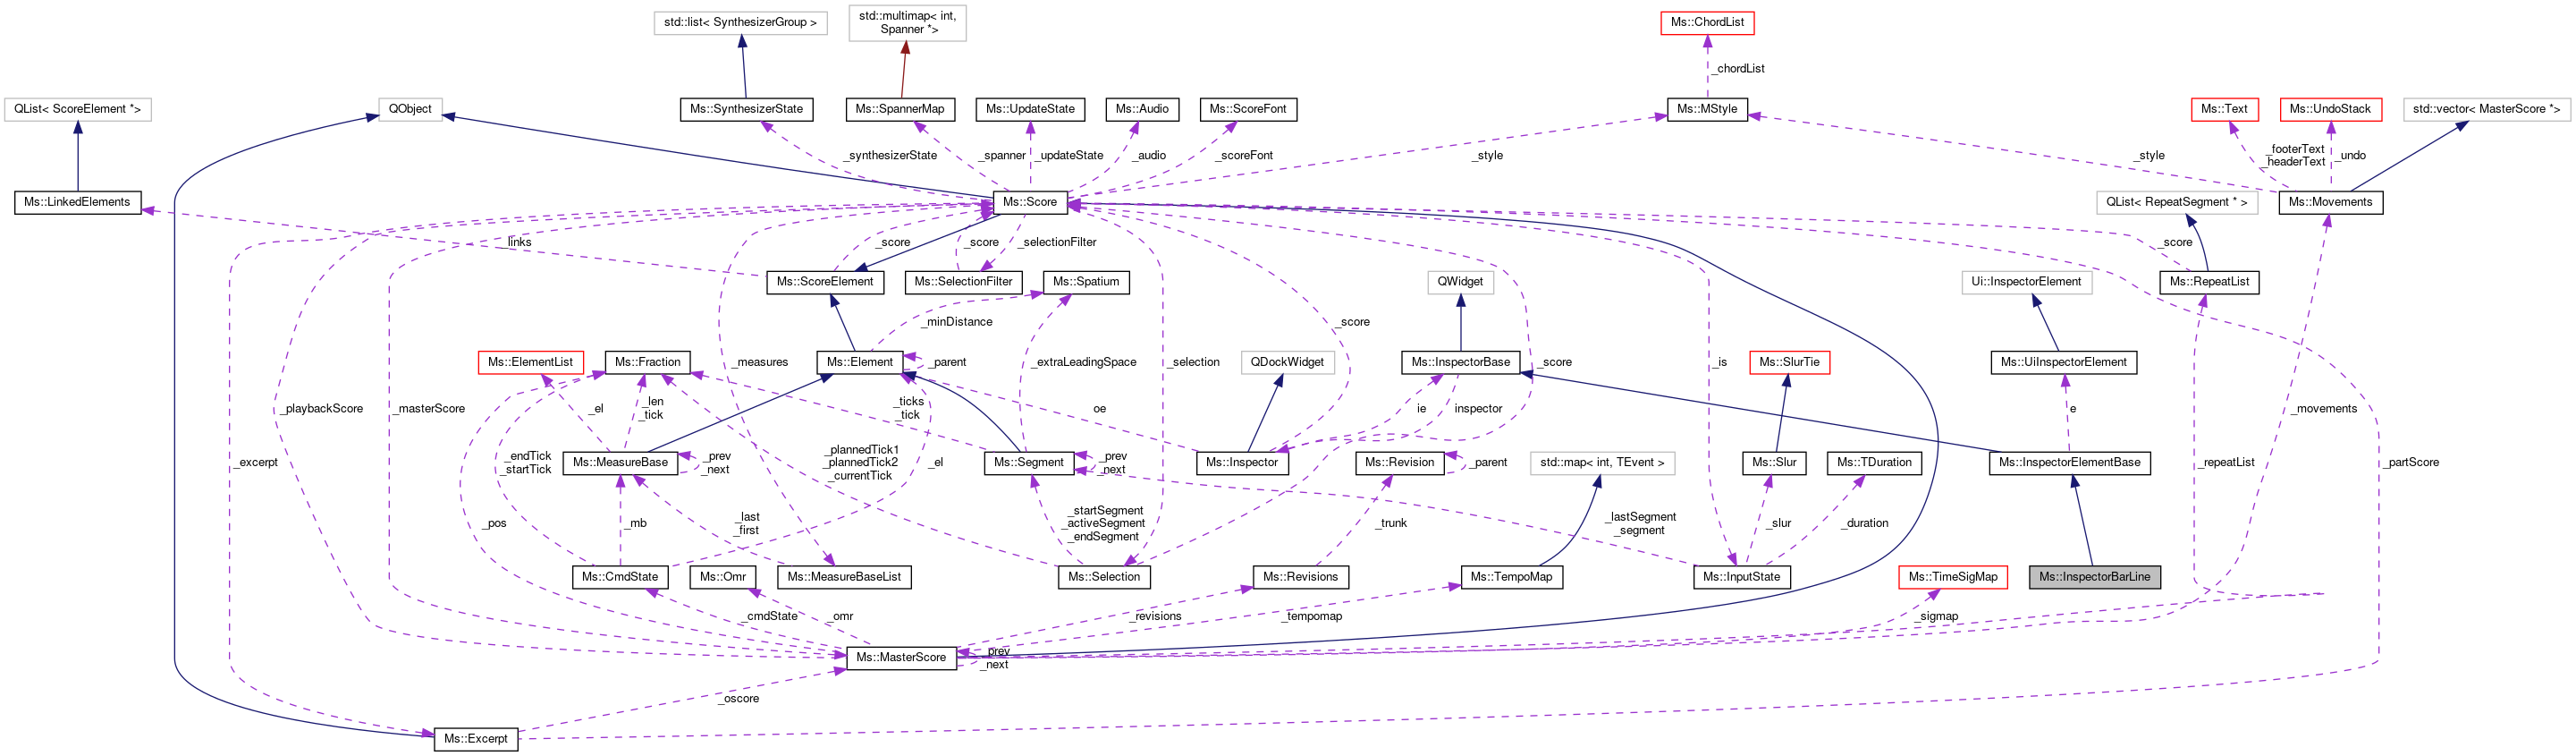 std::list< SynthesizerGroup >
std::multimap< int,
Spanner *>
Ms::ChordList
_chordList
QList< ScoreElement *>
QObject
Ms::SynthesizerState
Ms::SpannerMap
Ms::UpdateState
Ms::Audio
Ms::ScoreFont
Ms::MStyle
Ms::Text
Ms::UndoStack
std::vector< MasterScore *>
_synthesizerState
_spanner
_updateState
_audio
_scoreFont
_style
_style
_footerText
_headerText
_undo
Ms::LinkedElements
Ms::Score
QList< RepeatSegment * >
Ms::Movements
_links
_score
_score
_selectionFilter
_score
Ms::ScoreElement
Ms::SelectionFilter
Ms::Spatium
QWidget
Ui::InspectorElement
Ms::RepeatList
_minDistance
_score
Ms::ElementList
Ms::Fraction
_measures
Ms::Element
_parent
_extraLeadingSpace
_selection
QDockWidget
Ms::InspectorBase
_score
_is
Ms::SlurTie
Ms::UiInspectorElement
_playbackScore
_masterScore
_el
_len
_tick
_ticks
_tick
oe
ie
inspector
e
_movements
_excerpt
_endTick
_startTick
Ms::MeasureBase
_prev
_next
_plannedTick1
_plannedTick2
_currentTick
_el
Ms::Segment
_prev
_next
Ms::Inspector
Ms::Revision
_parent
std::map< int, TEvent >
Ms::Slur
Ms::TDuration
Ms::InspectorElementBase
_repeatList
_partScore
_pos
_mb
_last
_first
_startSegment
_activeSegment
_endSegment
_trunk
_lastSegment
_segment
_slur
_duration
Ms::CmdState
Ms::Omr
Ms::MeasureBaseList
Ms::Selection
Ms::Revisions
Ms::TempoMap
Ms::InputState
Ms::TimeSigMap
Ms::InspectorBarLine
_cmdState
_omr
_revisions
_tempomap
_sigmap
Ms::MasterScore
_prev
_next
_oscore
Ms::Excerpt